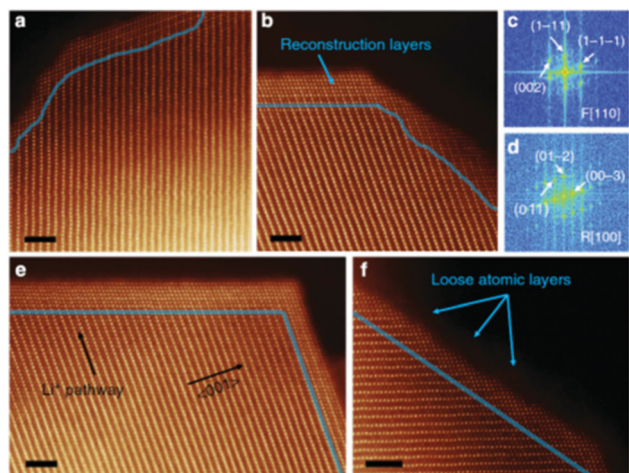 a
b
Reconstruction layers
c
(1–11)
(1–1–1)
(002)
F[110]
d
(01–2)
(00–3)
(011)
R[100]
e
Li⁺ pathway
<001>
f
Loose atomic layers